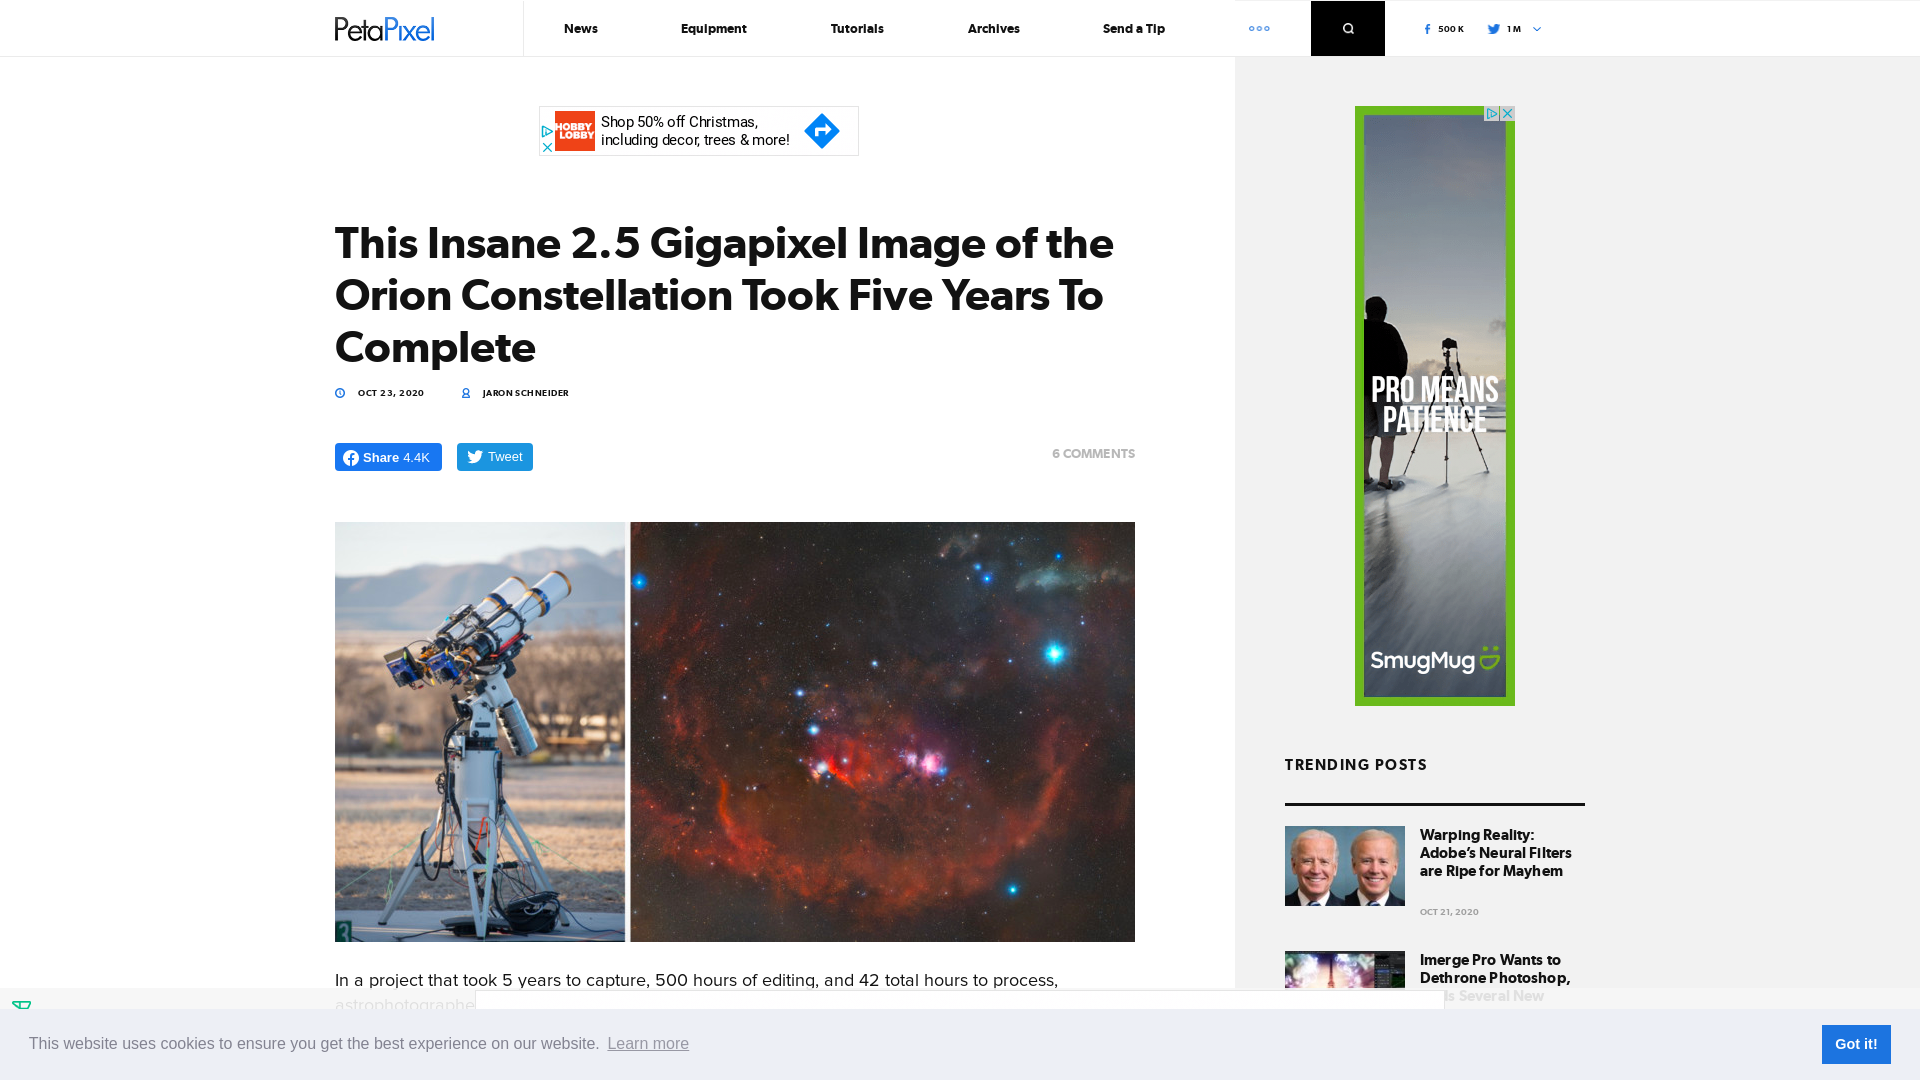 PetaPixel
News
Equipment
Tutorials
Archives
Send a Tip
500 K
1 M
HOBBY
LOBBY
Shop 50% off Christmas,
including decor, trees & more!
This Insane 2.5 Gigapixel Image of the
Orion Constellation Took Five Years To
Complete
OCT 23, 2020
JARON SCHNEIDER
Share 4.4K
Tweet
6 COMMENTS
3
In a project that took 5 years to capture, 500 hours of editing, and 42 total hours to process,
astrophotographe
PRO MEANS
PATIENCE
SmugMug
TRENDING POSTS
Warping Reality:
Adobe’s Neural Filters
are Ripe for Mayhem
OCT 21, 2020
Imerge Pro Wants to
Dethrone Photoshop,
Several New
This website uses cookies to ensure you get the best experience on our website. Learn more
Got it!